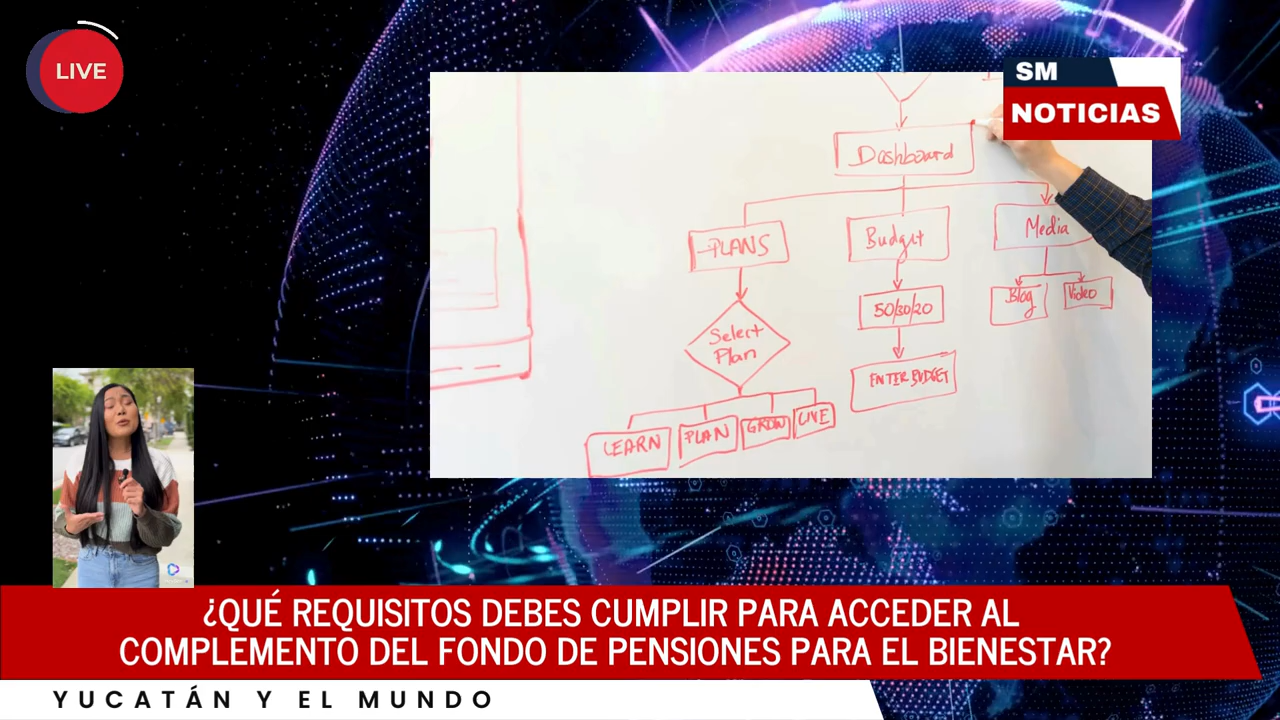 LIVE
SM
NOTICIAS
Dashboard
PLANS
Budget
Media
Select
Plan
50/30/20
Blog
Video
ENTER BUDGET
LEARN
PLAN
GROW
LIVE
¿QUÉ REQUISITOS DEBES CUMPLIR PARA ACCEDER AL
COMPLEMENTO DEL FONDO DE PENSIONES PARA EL BIENESTAR?
YUCATÁN Y EL MUNDO